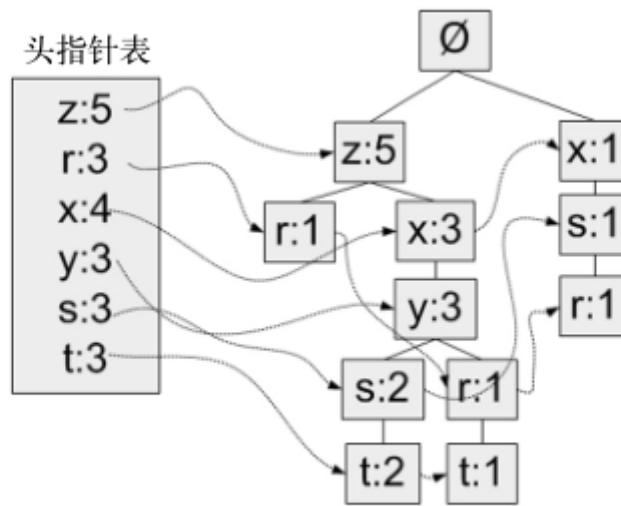 头指针表
z:5
r:3
x:4
y:3
s:3
t:3
Ø
z:5
x:1
r:1
x:3
s:1
y:3
r:1
s:2
r:1
t:2
t:1